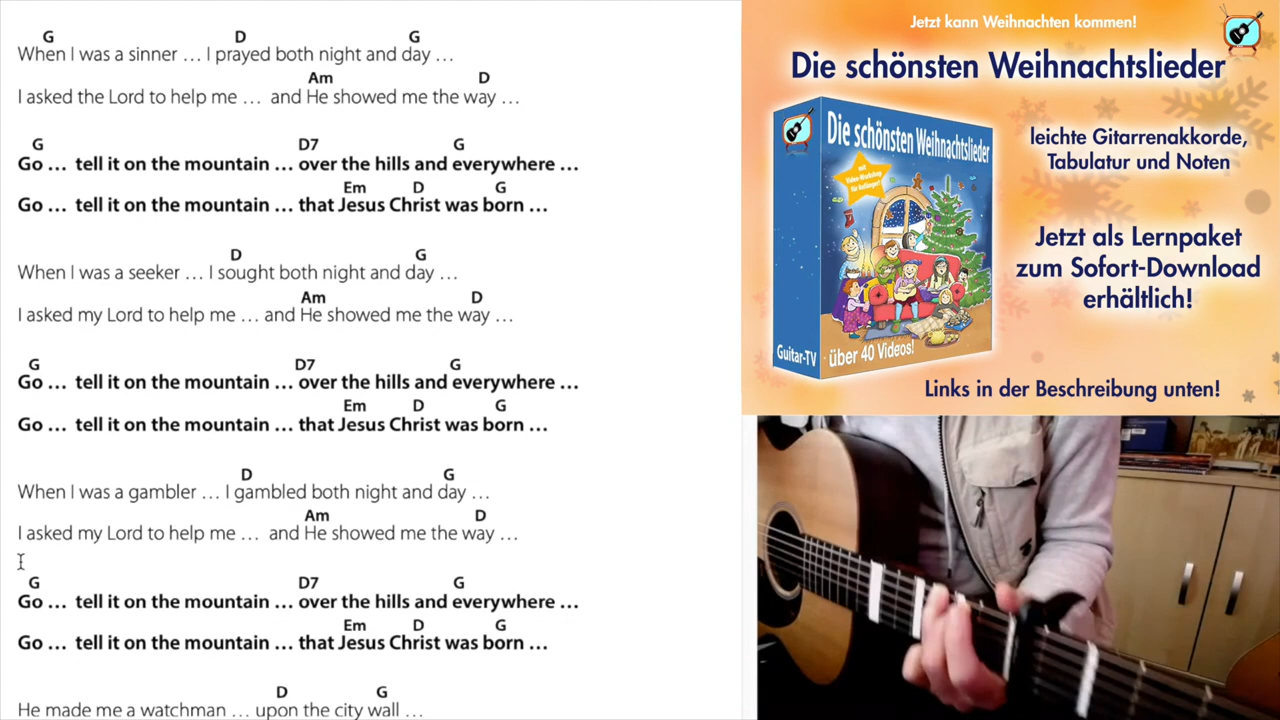 G D G
When I was a sinner … I prayed both night and day …
Am D
I asked the Lord to help me … and He showed me the way …
G D7 G
Go … tell it on the mountain … over the hills and everywhere …
Em D G
Go … tell it on the mountain … that Jesus Christ was born …
D G
When I was a seeker … I sought both night and day …
Am D
I asked my Lord to help me … and He showed me the way …
G D7 G
Go … tell it on the mountain … over the hills and everywhere …
Em D G
Go … tell it on the mountain … that Jesus Christ was born …
D G
When I was a gambler … I gambled both night and day …
Am D
I asked my Lord to help me … and He showed me the way …
G D7 G
Go … tell it on the mountain … over the hills and everywhere …
Em D G
Go … tell it on the mountain … that Jesus Christ was born …
D G
He made me a watchman … upon the city wall …
Jetzt kann Weihnachten kommen!
Die schönsten Weihnachtslieder
Die schönsten Weihnachtslieder
mit
Video-Workshop
für Anfänger!
Guitar-TV
über 40 Videos!
leichte Gitarrenakkorde,
Tabulatur und Noten
Jetzt als Lernpaket
zum Sofort-Download
erhältlich!
Links in der Beschreibung unten!